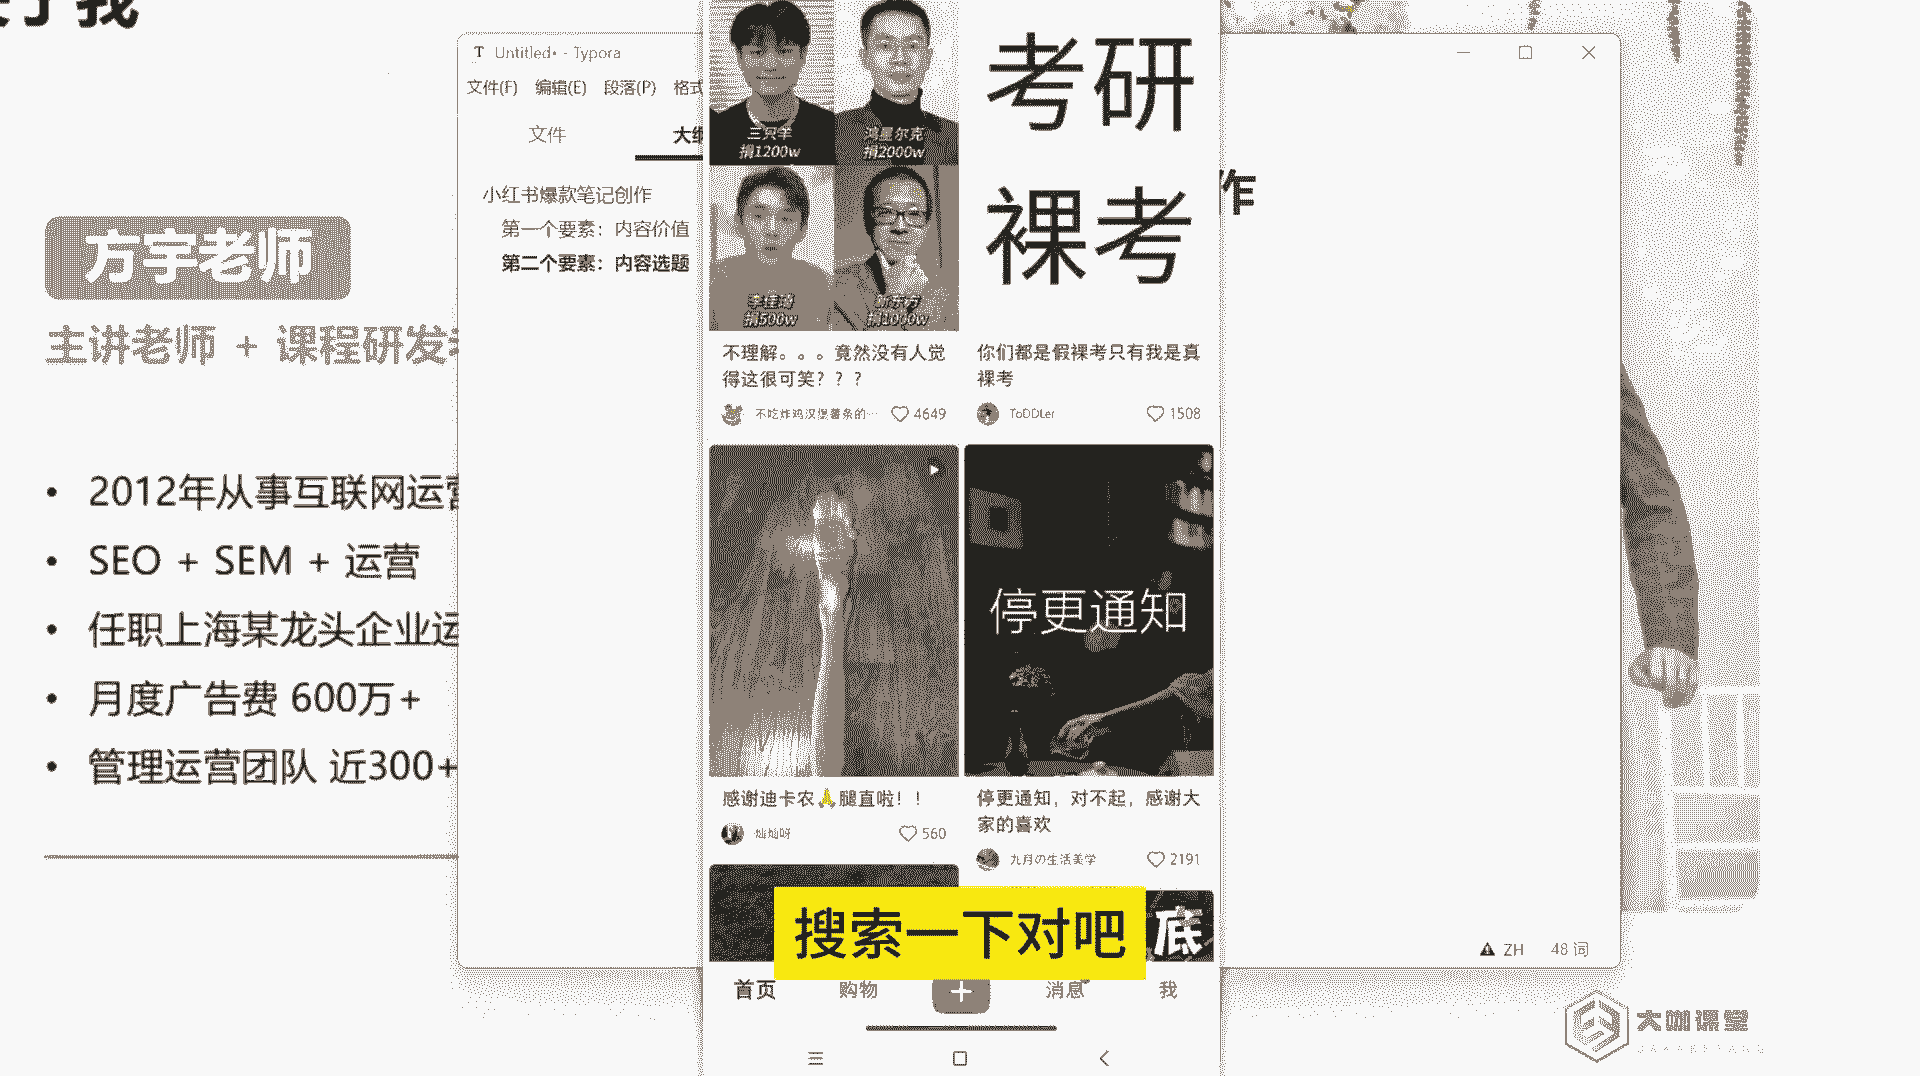 方宇老师
主讲老师 + 课程研发
2012年从事互联网运营
SEO + SEM + 运营
任职上海某龙头企业运
月度广告费 600万+
管理运营团队 近300+
Untitled• - Typora
文件(F) 编辑(E) 段落(P) 格式
文件
大纲
小红书爆款笔记创作
第一个要素：内容价值
第二个要素：内容选题
作
三只羊
捐1200w
鸿星尔克
捐2000w
李佳琦
捐500w
新东方
捐1000w
不理解。。。竟然没有人觉
得这很可笑？？？
不吃炸鸡汉堡薯条的…
4649
考研
裸考
你们都是假裸考只有我是真
裸考
ToDDLer
1508
感谢迪卡农🙏腿直啦！！
灿灿呀
560
停更通知
停更通知，对不起，感谢大
家的喜欢
九月の生活美学
2191
底
搜索一下对吧
首页
购物
消息
我
ZH
48 词
大咖课堂